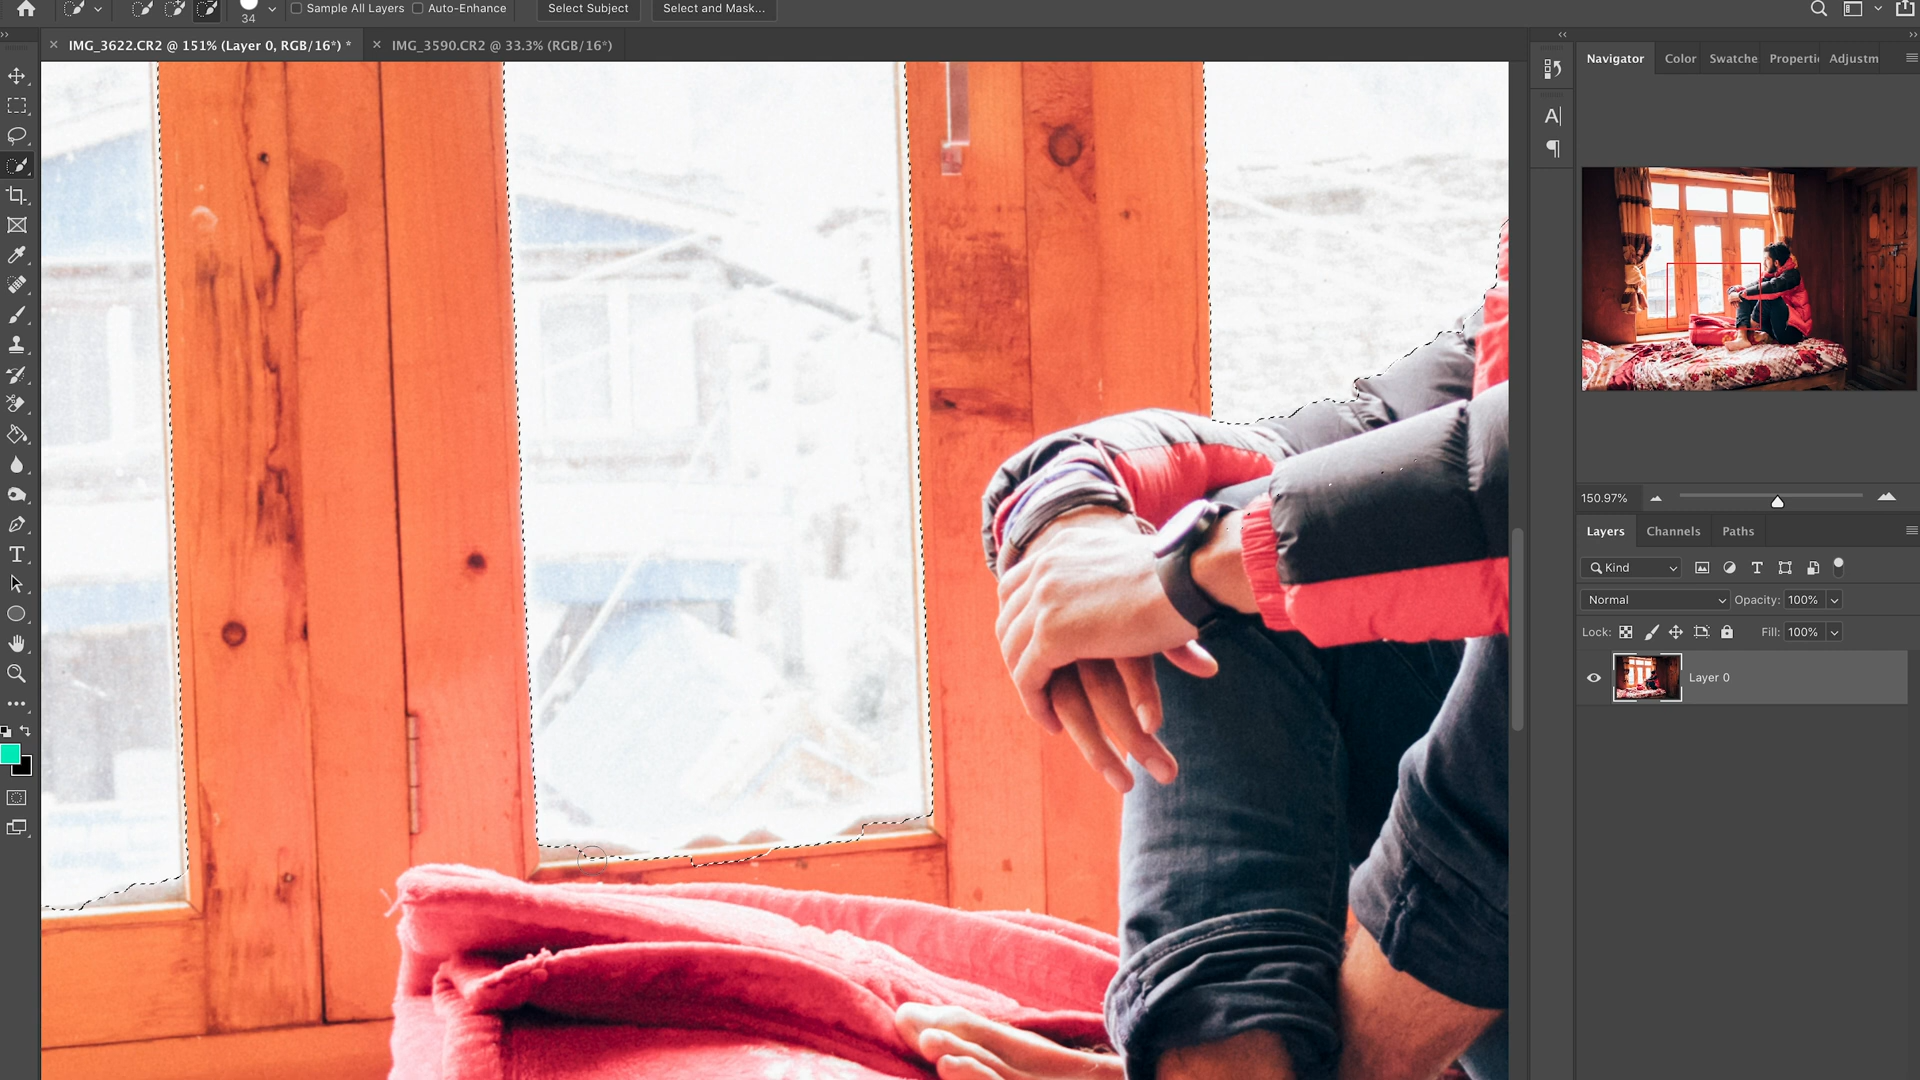 34
Sample All Layers
Auto-Enhance
Select Subject
Select and Mask...
IMG_3622.CR2 @ 151% (Layer 0, RGB/16*) *
IMG_3590.CR2 @ 33.3% (RGB/16*)
Navigator
Color
Swatche
Properti
Adjustm
150.97%
Layers
Channels
Paths
Kind
Normal
Opacity: 100%
Lock:
Fill: 100%
Layer 0